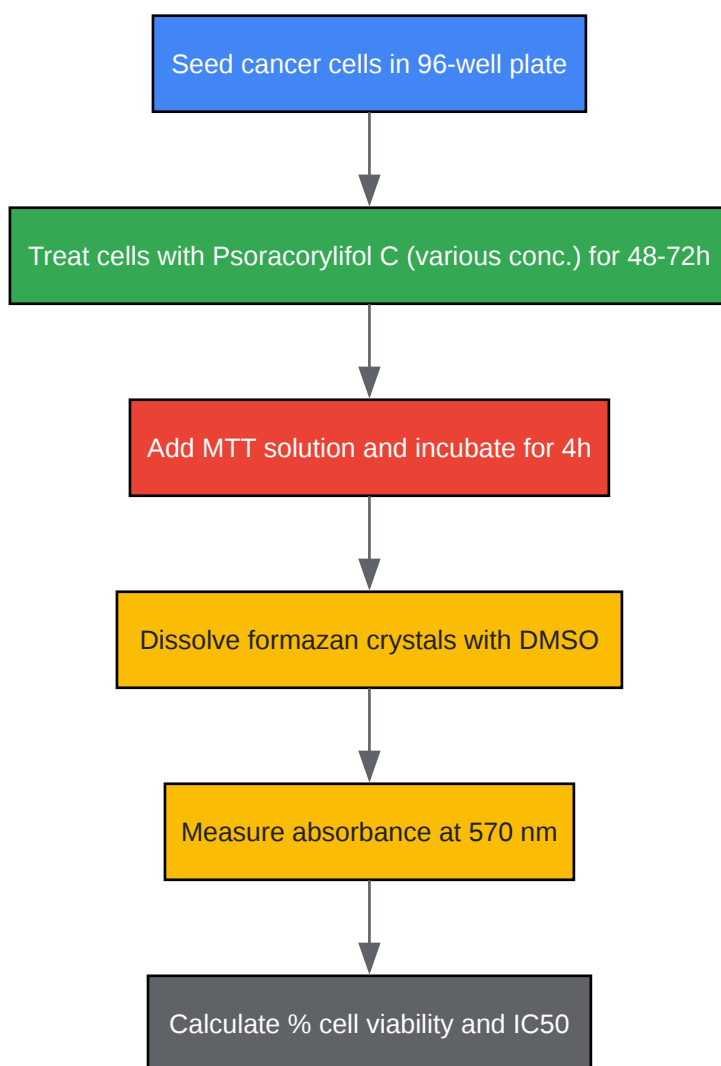 Seed cancer cells in 96-well plate
Treat cells with Psoracorylifol C (various conc.) for 48-72h
Add MTT solution and incubate for 4h
Dissolve formazan crystals with DMSO
Measure absorbance at 570 nm
Calculate % cell viability and IC50